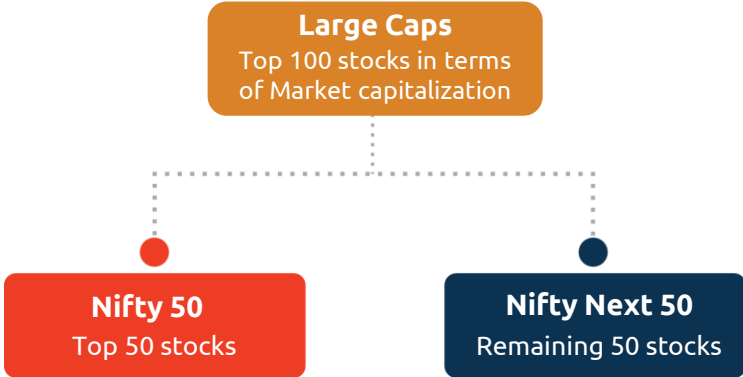 Large Caps
Top 100 stocks in terms
of Market capitalization
Nifty 50
Top 50 stocks
Nifty Next 50
Remaining 50 stocks